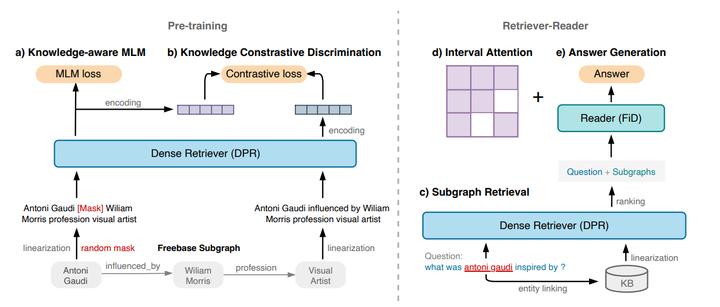 Pre-training
a) Knowledge-aware MLM
b) Knowledge Constrastive Discrimination
MLM loss
Contrastive loss
encoding
encoding
Dense Retriever (DPR)
Antoni Gaudi [Mask] Wiliam
Morris profession visual artist
Antoni Gaudi influenced by Wiliam
Morris profession visual artist
linearization
random mask
Freebase Subgraph
linearization
Antoni
Gaudi
influenced_by
Wiliam
Morris
profession
Visual
Artist
Retriever-Reader
d) Interval Attention
e) Answer Generation
Answer
+
Reader (FiD)
Question + Subgraphs
c) Subgraph Retrieval
ranking
Dense Retriever (DPR)
Question:
what was antoni gaudi inspired by ?
linearization
entity linking
KB